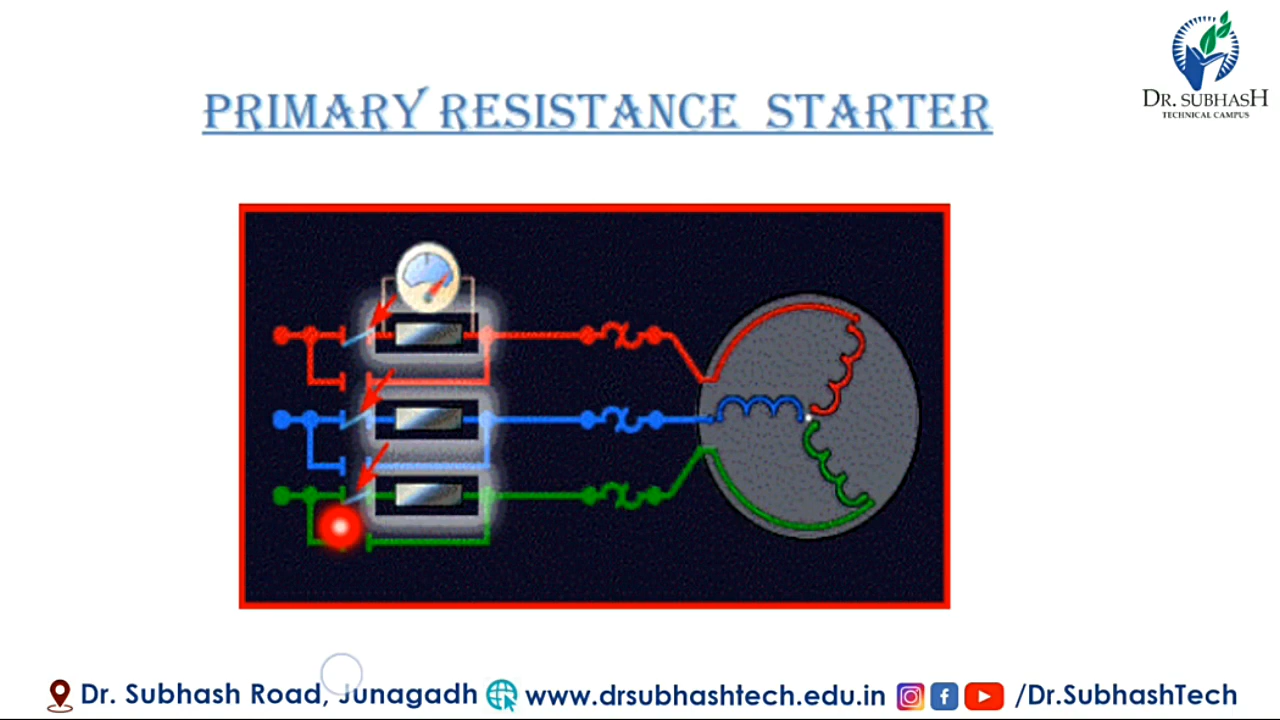 DR. SUBHASH
TECHNICAL CAMPUS
PRIMARY RESISTANCE STARTER
Dr. Subhash Road, Junagadh www.drsubhashtech.edu.in /Dr.SubhashTech